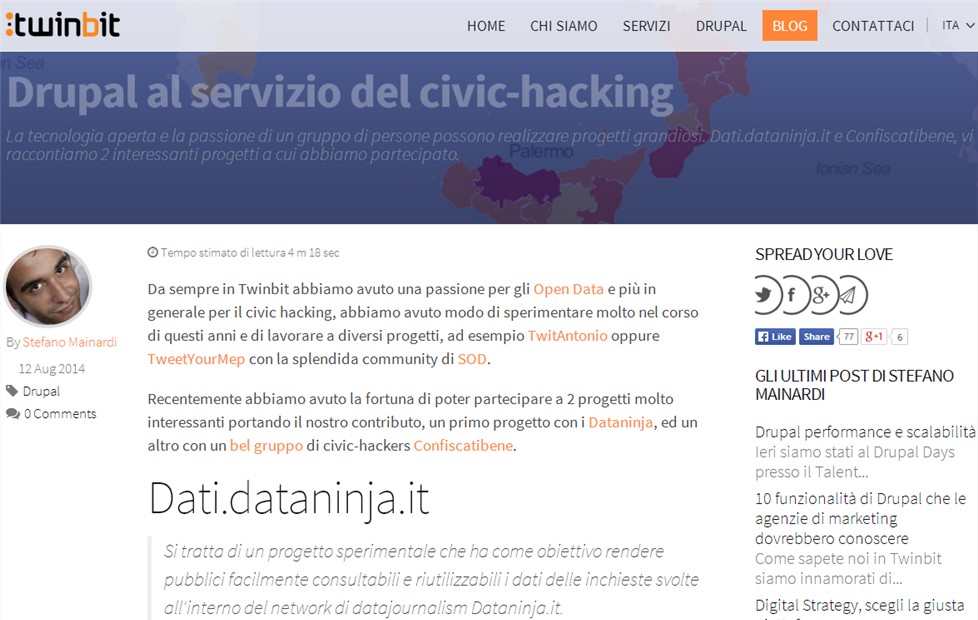 :twinbit
HOME CHI SIAMO SERVIZI DRUPAL BLOG CONTATTACI ITA
n Sea
Drupal al servizio del civic-hacking
La tecnologia aperta e la passione di un gruppo di persone possono realizzare progetti grandiosi. Dati.dataninja.it e Confiscatibene, vi
raccontiamo 2 interessanti progetti a cui abbiamo partecipato.
Palermo
Ionian Sea
Tempo stimato di lettura 4 m 18 sec
Da sempre in Twinbit abbiamo avuto una passione per gli Open Data e più in
generale per il civic hacking, abbiamo avuto modo di sperimentare molto nel corso
di questi anni e di lavorare a diversi progetti, ad esempio TwitAntonio oppure
TweetYourMep con la splendida community di SOD.
By Stefano Mainardi
12 Aug 2014
Drupal
0 Comments
Recentemente abbiamo avuto la fortuna di poter partecipare a 2 progetti molto
interessanti portando il nostro contributo, un primo progetto con i Dataninja, ed un
altro con un bel gruppo di civic-hackers Confiscatibene.
Dati.dataninja.it
Si tratta di un progetto sperimentale che ha come obiettivo rendere
pubblici facilmente consultabili e riutilizzabili i dati delle inchieste svolte
all'interno del network di datajournalism Dataninja.it.
SPREAD YOUR LOVE
f g+
f Like Share 77 g+1 6
GLI ULTIMI POST DI STEFANO
MAINARDI
Drupal performance e scalabilità
Ieri siamo stati al Drupal Days
presso il Talent...
10 funzionalità di Drupal che le
agenzie di marketing
dovrebbero conoscere
Come sapete noi in Twinbit
siamo innamorati di...
Digital Strategy, scegli la giusta